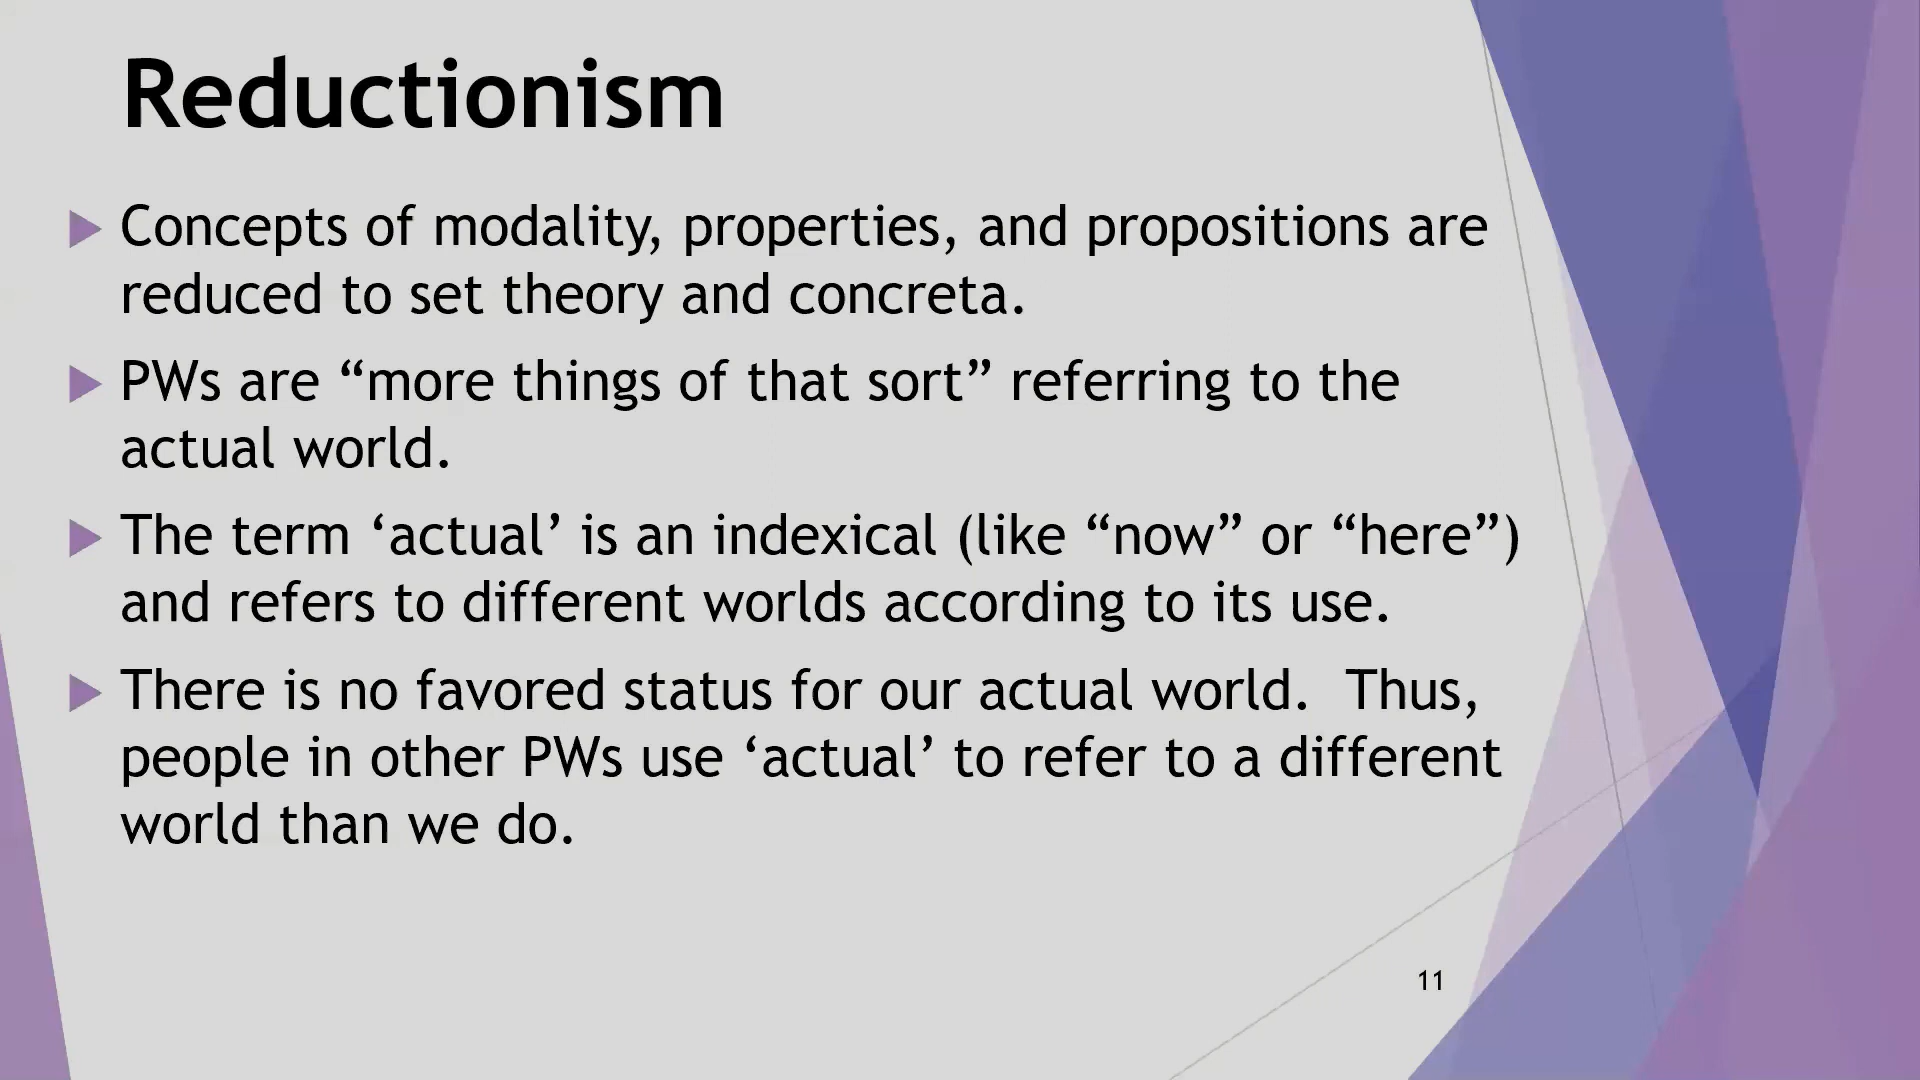 Reductionism
Concepts of modality, properties, and propositions are
reduced to set theory and concreta.
PWs are “more things of that sort” referring to the
actual world.
The term ‘actual’ is an indexical (like “now” or “here”)
and refers to different worlds according to its use.
There is no favored status for our actual world.  Thus,
people in other PWs use ‘actual’ to refer to a different
world than we do.
11